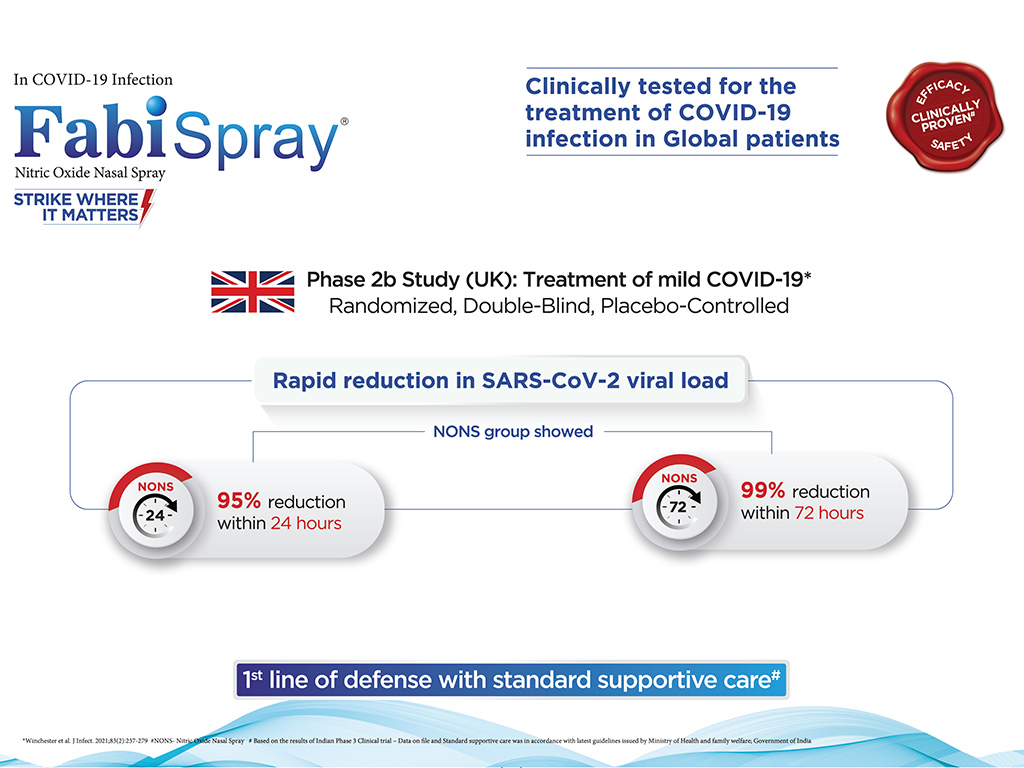 In COVID-19 Infection
FabiSpray®
Nitric Oxide Nasal Spray
STRIKE WHERE
IT MATTERS
Clinically tested for the
treatment of COVID-19
infection in Global patients
EFFICACY
CLINICALLY
PROVEN#
SAFETY
Phase 2b Study (UK): Treatment of mild COVID-19*
Randomized, Double-Blind, Placebo-Controlled
Rapid reduction in SARS-CoV-2 viral load
NONS group showed
NONS
24
95% reduction
within 24 hours
NONS
72
99% reduction
within 72 hours
1st line of defense with standard supportive care#
*Winchester et al. J Infect. 2021;83(2):237-279 #NONS- Nitric Oxide Nasal Spray # Based on the results of Indian Phase 3 Clinical trial – Data on file and Standard supportive care was in accordance with latest guidelines issued by Ministry of Health and family welfare, Government of India